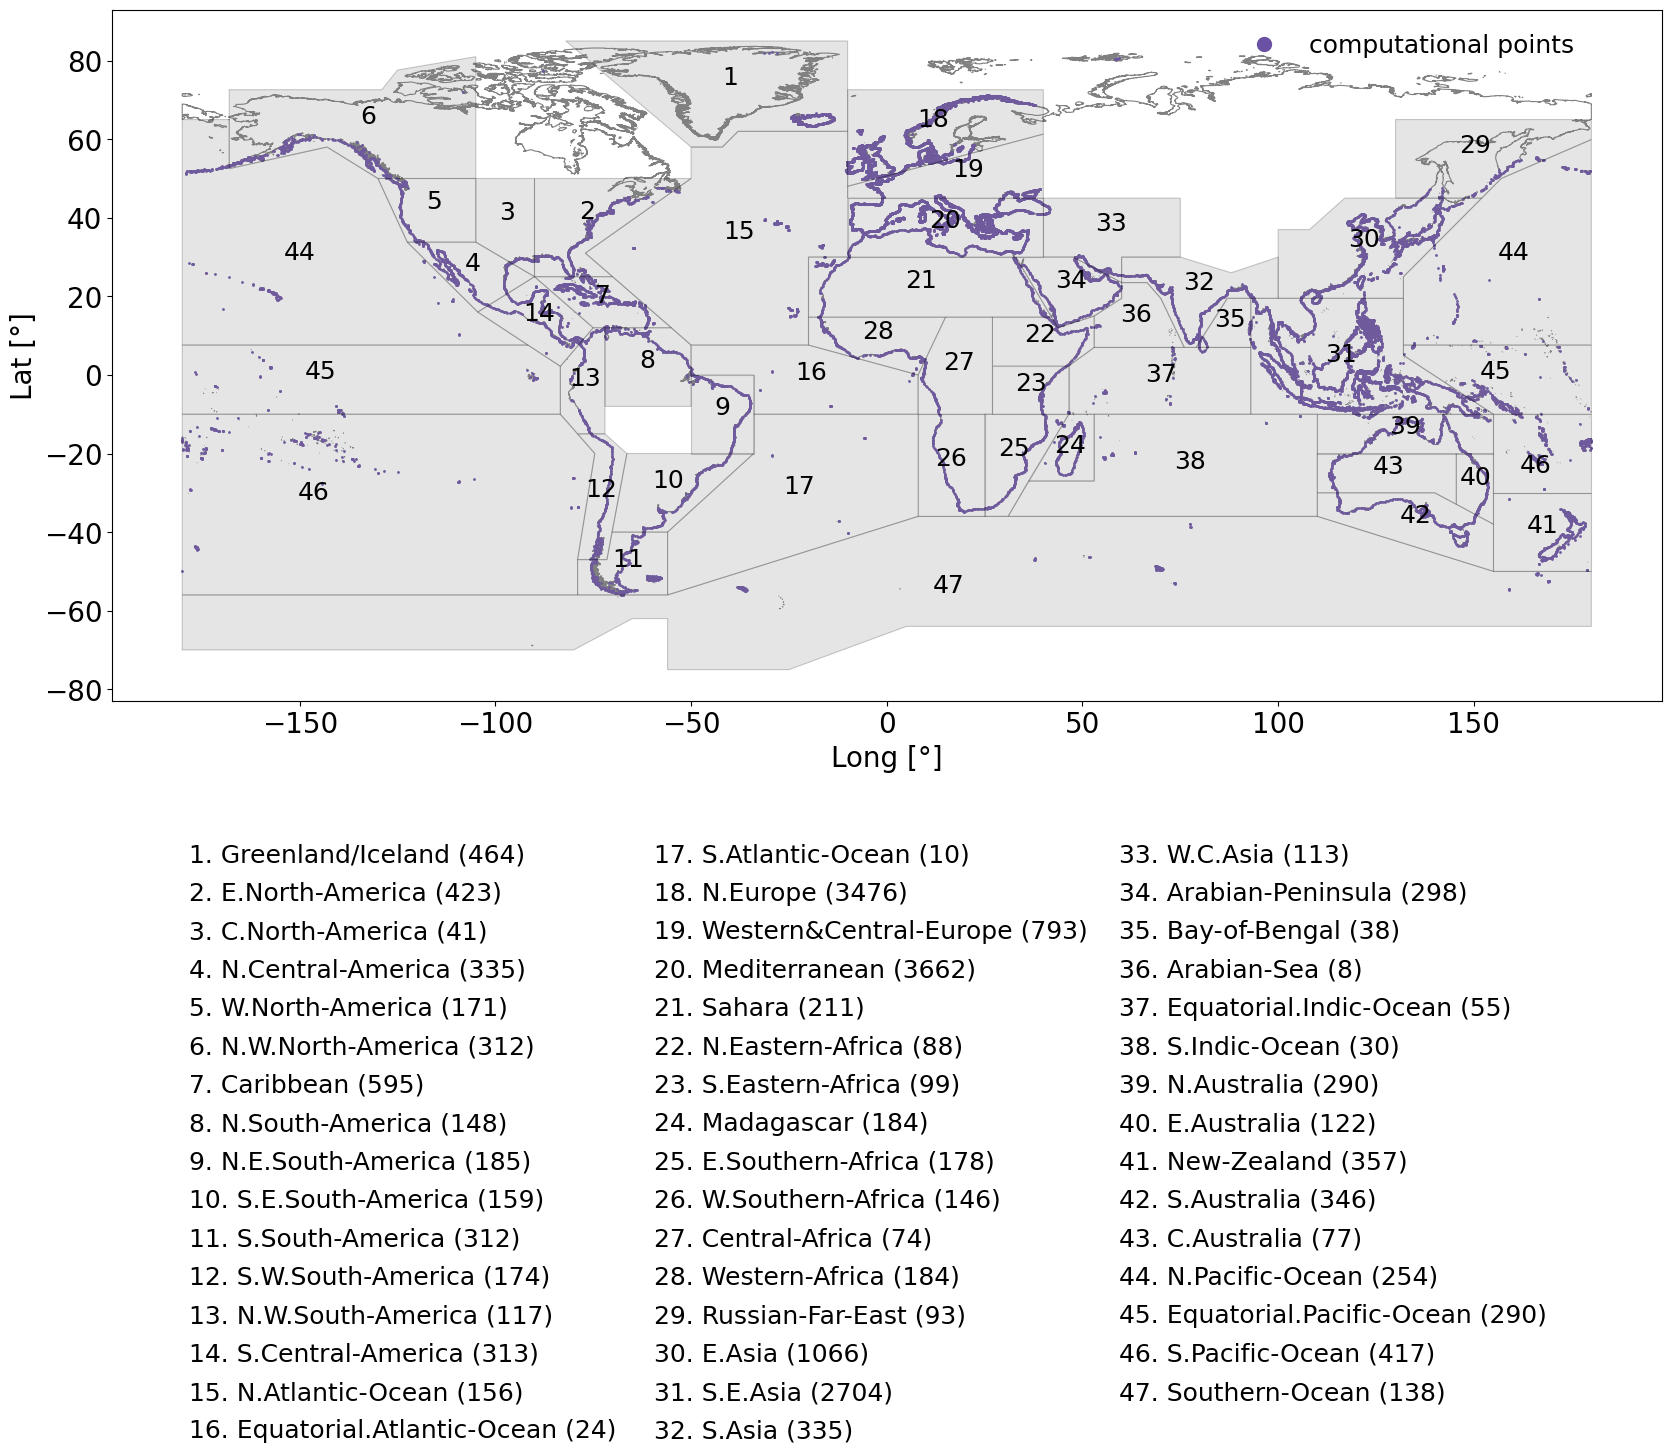 computational points
80
60
40
20
0
−20
−40
−60
−80
Lat [°]
1
6
18
29
19
5
3
2
20
33
15
44
30
44
4
21
34
32
7
14
36
35
28
22
31
27
8
16
37
45
13
23
45
9
39
25
24
26
38
43
40
46
46
12
10
17
42
41
11
47
−150
−100
−50
0
50
100
150
Long [°]
1. Greenland/Iceland (464)
2. E.North-America (423)
3. C.North-America (41)
4. N.Central-America (335)
5. W.North-America (171)
6. N.W.North-America (312)
7. Caribbean (595)
8. N.South-America (148)
9. N.E.South-America (185)
10. S.E.South-America (159)
11. S.South-America (312)
12. S.W.South-America (174)
13. N.W.South-America (117)
14. S.Central-America (313)
15. N.Atlantic-Ocean (156)
16. Equatorial.Atlantic-Ocean (24)
17. S.Atlantic-Ocean (10)
18. N.Europe (3476)
19. Western&Central-Europe (793)
20. Mediterranean (3662)
21. Sahara (211)
22. N.Eastern-Africa (88)
23. S.Eastern-Africa (99)
24. Madagascar (184)
25. E.Southern-Africa (178)
26. W.Southern-Africa (146)
27. Central-Africa (74)
28. Western-Africa (184)
29. Russian-Far-East (93)
30. E.Asia (1066)
31. S.E.Asia (2704)
32. S.Asia (335)
33. W.C.Asia (113)
34. Arabian-Peninsula (298)
35. Bay-of-Bengal (38)
36. Arabian-Sea (8)
37. Equatorial.Indic-Ocean (55)
38. S.Indic-Ocean (30)
39. N.Australia (290)
40. E.Australia (122)
41. New-Zealand (357)
42. S.Australia (346)
43. C.Australia (77)
44. N.Pacific-Ocean (254)
45. Equatorial.Pacific-Ocean (290)
46. S.Pacific-Ocean (417)
47. Southern-Ocean (138)